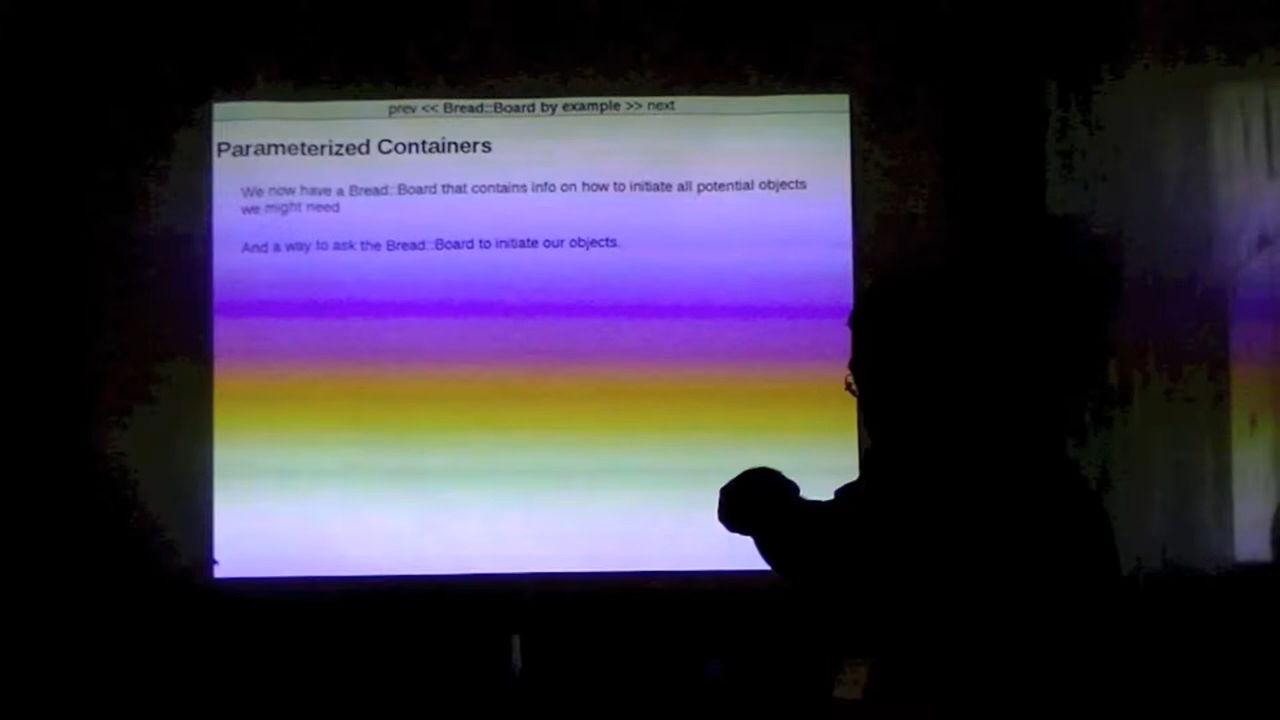 prev << Bread::Board by example >> next
Parameterized Containers
We now have a Bread::Board that contains info on how to initiate all potential objects
we might need
And a way to ask the Bread::Board to initiate our objects.